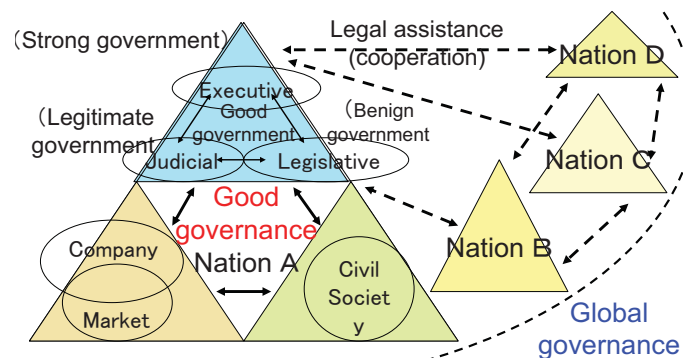 (Strong government)
Legal assistance
(cooperation)
Nation D
Executive
Good
government
(Legitimate
government
(Benign
government
Judicial
Legislative
Nation C
Good
governance
Nation A
Nation B
Company
Market
Civil
Societ
y
Global
governance